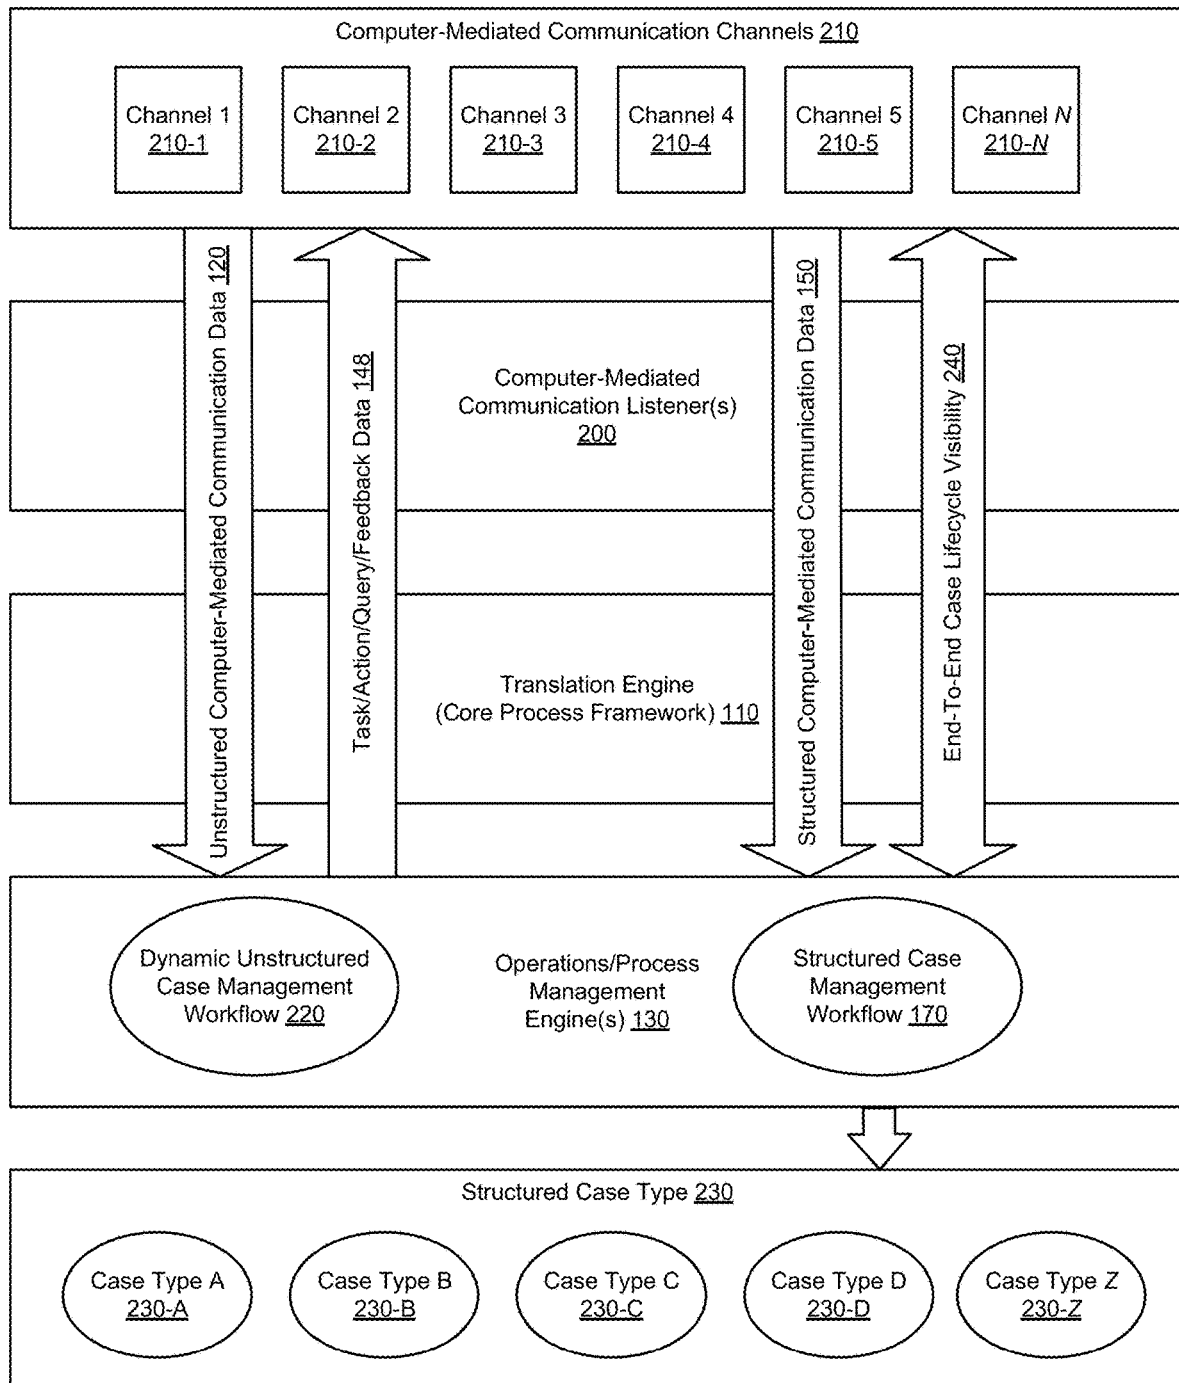 Computer-Mediated Communication Channels 210
Channel 1
210-1
Channel 2
210-2
Channel 3
210-3
Channel 4
210-4
Channel 5
210-5
Channel N
210-N
Unstructured Computer-Mediated Communication Data 120
Task/Action/Query/Feedback Data 148
Structured Computer-Mediated Communication Data 150
End-To-End Case Lifecycle Visibility 240
Computer-Mediated
Communication Listener(s)
200
Translation Engine
(Core Process Framework) 110
Dynamic Unstructured
Case Management
Workflow 220
Operations/Process
Management
Engine(s) 130
Structured Case
Management
Workflow 170
Structured Case Type 230
Case Type A
230-A
Case Type B
230-B
Case Type C
230-C
Case Type D
230-D
Case Type Z
230-Z